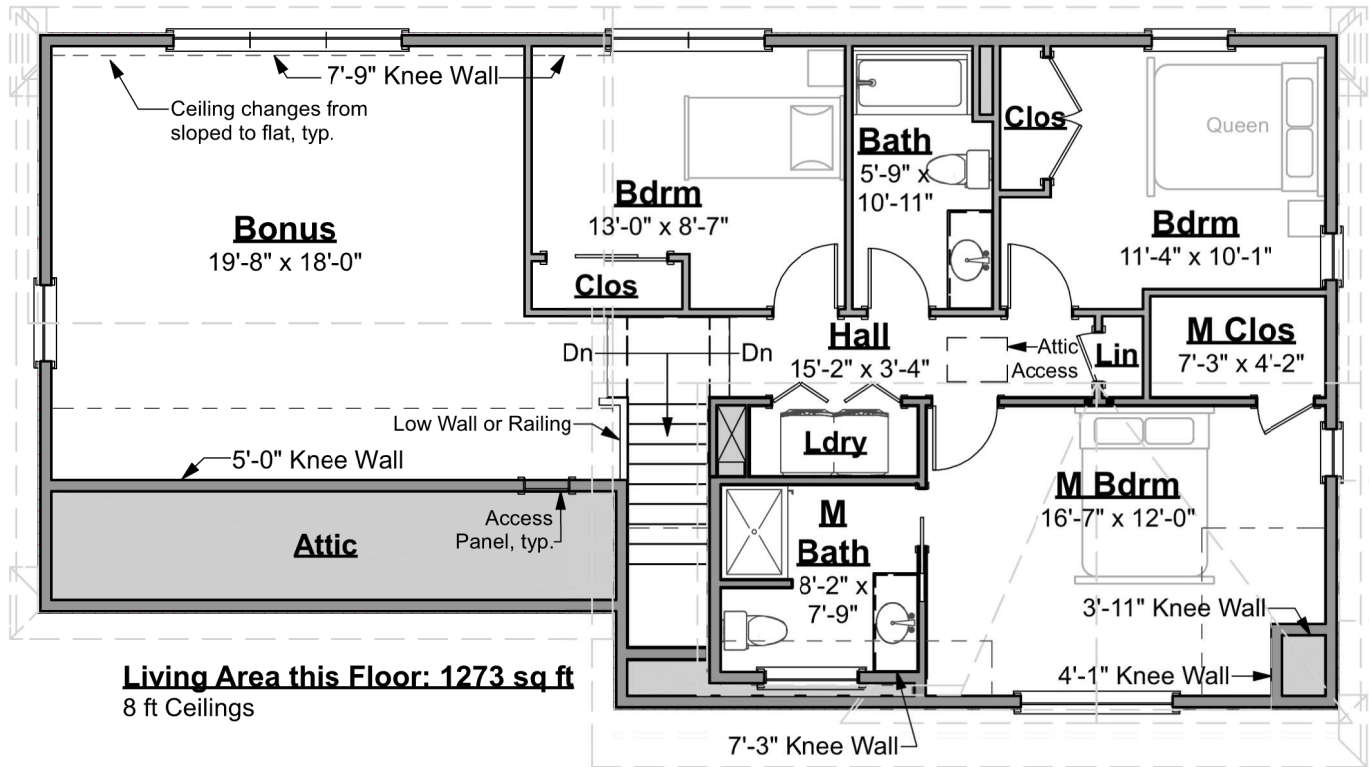 7'-9" Knee Wall
Ceiling changes from
sloped to flat, typ.
Bonus
19'-8" x 18'-0"
Bdrm
13'-0" x 8'-7"
Clos
Bath
5'-9" x
10'-11"
Clos
Queen
Bdrm
11'-4" x 10'-1"
Hall
15'-2" x 3'-4"
Dn
Dn
Attic
Access
Lin
M Clos
7'-3" x 4'-2"
Low Wall or Railing
Ldry
5'-0" Knee Wall
Attic
Access
Panel, typ.
M
Bath
8'-2" x
7'-9"
M Bdrm
16'-7" x 12'-0"
3'-11" Knee Wall
4'-1" Knee Wall
7'-3" Knee Wall
Living Area this Floor: 1273 sq ft
8 ft Ceilings